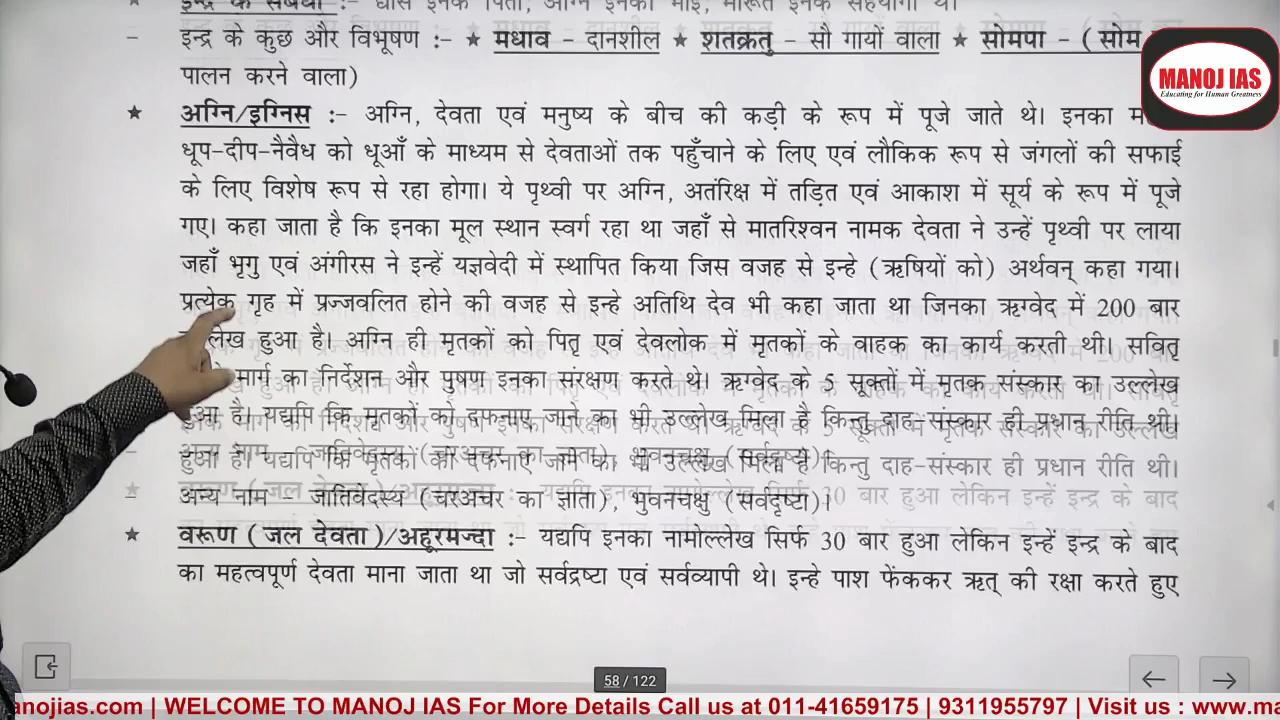 इन्द्र के संबंधी :- घौस इनके पिता, अग्नि इनका भाई, मारूत इनके सहयोगी थे।
– इन्द्र के कुछ और विभूषण :- ★ मधाव – दानशील ★ शतक्रतु – सौ गायों वाला ★ सोमपा – (सोम
पालन करने वाला)
MANOJ IAS
Educating for Human Greatness
★ अग्नि/इग्निस :- अग्नि, देवता एवं मनुष्य के बीच की कड़ी के रूप में पूजे जाते थे। इनका
धूप-दीप-नैवैध को धूआँ के माध्यम से देवताओं तक पहुँचाने के लिए एवं लौकिक रूप से जंगलों की सफाई
के लिए विशेष रूप से रहा होगा। ये पृथ्वी पर अग्नि, अतंरिक्ष में तड़ित एवं आकाश में सूर्य के रूप में पूजे
गए। कहा जाता है कि इनका मूल स्थान स्वर्ग रहा था जहाँ से मातरिश्वन नामक देवता ने उन्हें पृथ्वी पर लाया
जहाँ भृगु एवं अंगीरस ने इन्हें यज्ञवेदी में स्थापित किया जिस वजह से इन्हे (ऋषियों को) अर्थवन् कहा गया।
प्रत्येक गृह में प्रज्जवलित होने की वजह से इन्हे अतिथि देव भी कहा जाता था जिनका ऋग्वेद में 200 बार
हुआ है। अग्नि ही मृतकों को पितृ एवं देवलोक में मृतकों के वाहक का कार्य करती थी। सवितृ
मार्ग का निर्देशन और पुषण इनका संरक्षण करते थे। ऋग्वेद के 5 सूक्तों में मृतक संस्कार का उल्लेख
हुआ है। यद्यपि कि मृतकों को दफनाए जाने का भी उल्लेख मिला है किन्तु दाह-संस्कार ही प्रधान रीति थी।
अन्य नाम – जातिवेदस्य (चरअचर का ज्ञाता), भुवनचक्षु (सर्वदृष्टा)।
★ वरूण (जल देवता)/अहूरमज्दा :- यद्यपि इनका नामोल्लेख सिर्फ 30 बार हुआ लेकिन इन्हें इन्द्र के बाद
का महत्वपूर्ण देवता माना जाता था जो सर्वद्रष्टा एवं सर्वव्यापी थे। इन्हे पाश फेंककर ऋत् की रक्षा करते हुए
58 / 122
anojias.com | WELCOME TO MANOJ IAS For More Details Call us at 011-41659175 | 9311955797 | Visit us : www.ma